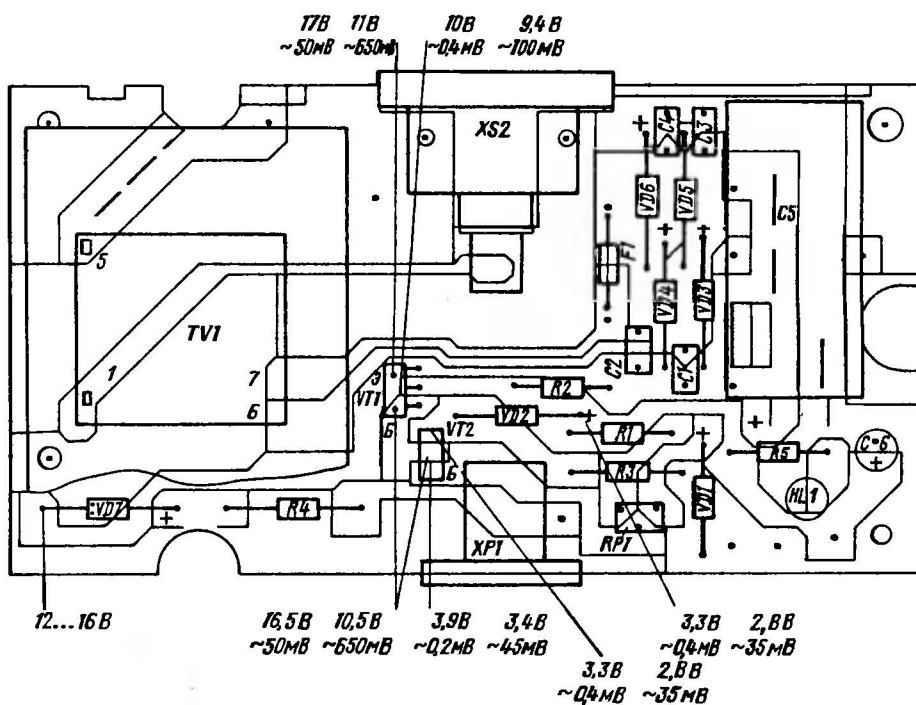 17В 11В 10В 9,4В
~50мВ ~650мВ ~0,4мВ ~100мВ
XS2
C4
C3
VD6
VD5
C5
F1
5
VD4
VD3
TV1
C2
1
7
Э
R2
6
VT1
Б
VT2
VD2
R1
C-6
R5
Б
R3
VD1
HL1
VD7
R4
XP1
RP1
12...16В
16,5В 10,5В 3,9В 3,4В 3,3В 2,8В
~50мВ ~650мВ ~0,2мВ ~45мВ ~0,4мВ ~35мВ
3,3В 2,8В
~0,4мВ ~35мВ